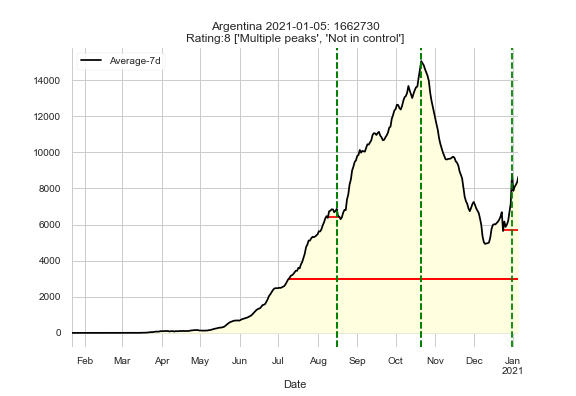 Argentina 2021-01-05: 1662730
Rating:8 ['Multiple peaks', 'Not in control']
Average-7d
14000
12000
10000
8000
6000
4000
2000
0
Feb Mar Apr May Jun Jul Aug Sep Oct Nov Dec Jan
2021
Date